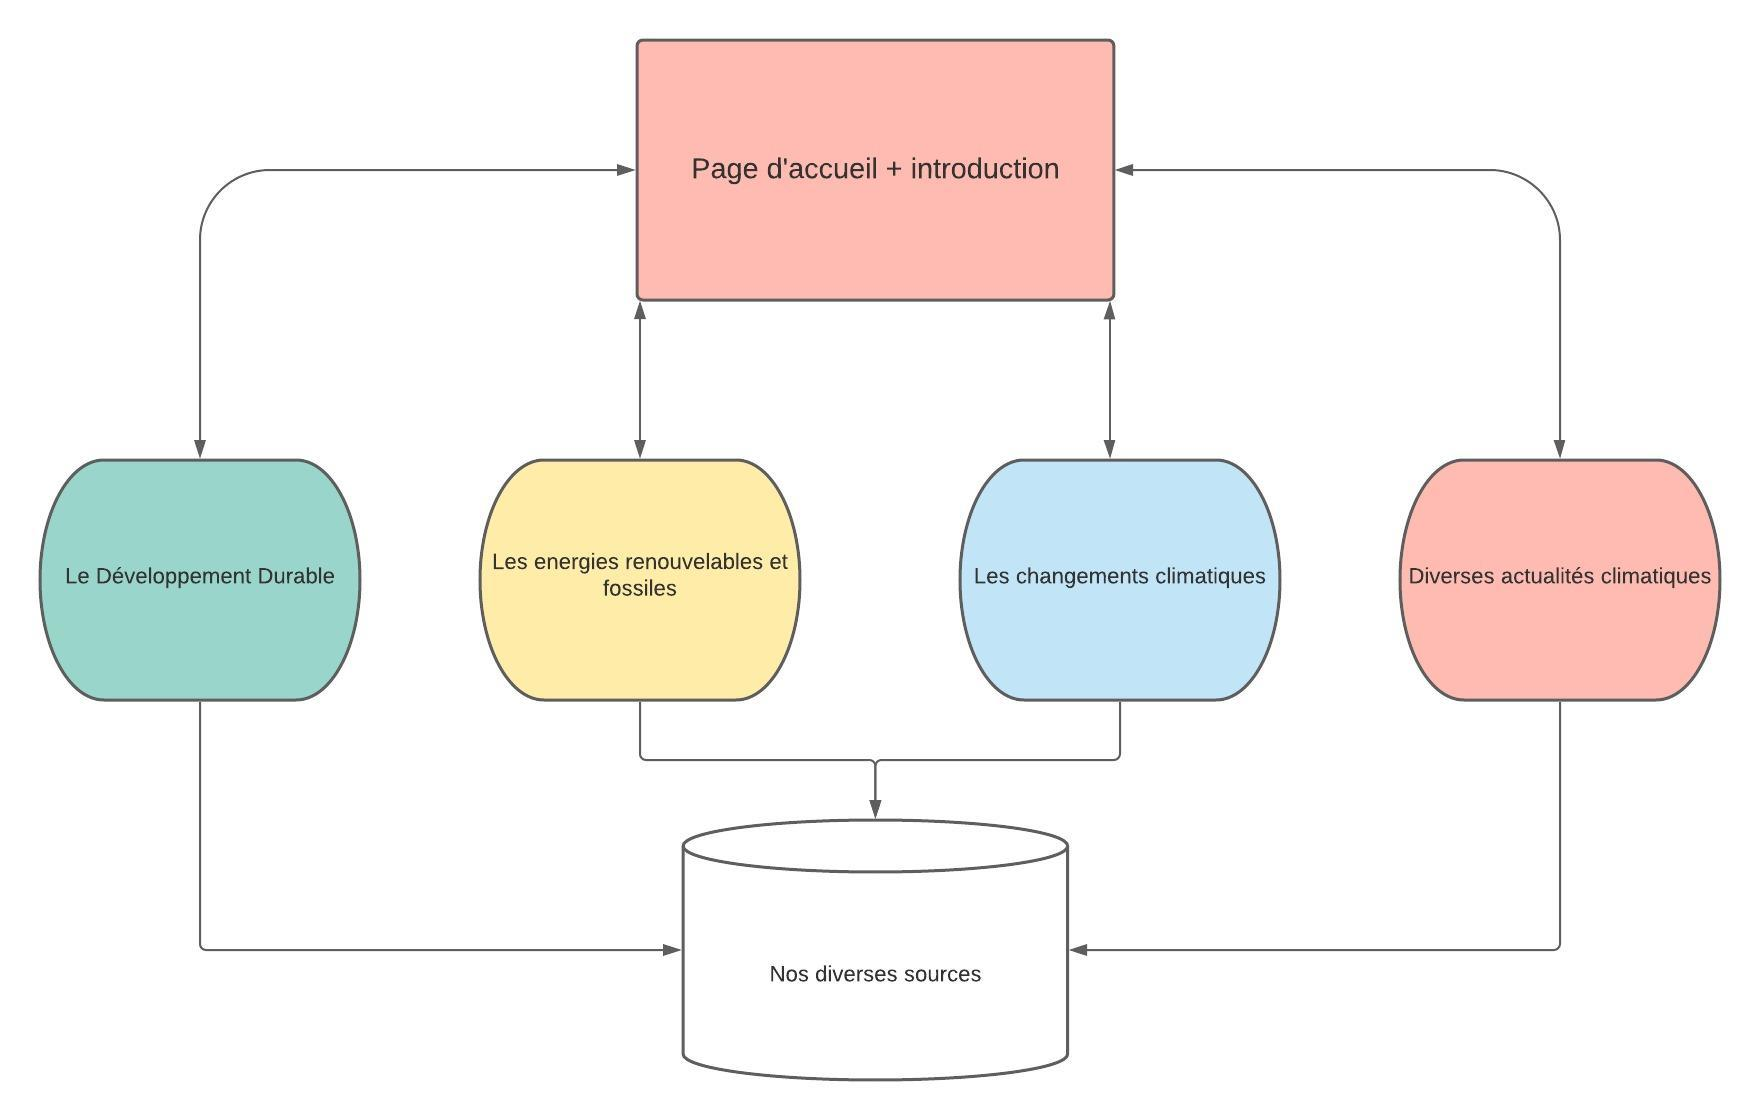 Page d'accueil + introduction
Le Développement Durable
Les energies renouvelables et
fossiles
Les changements climatiques
Diverses actualités climatiques
Nos diverses sources